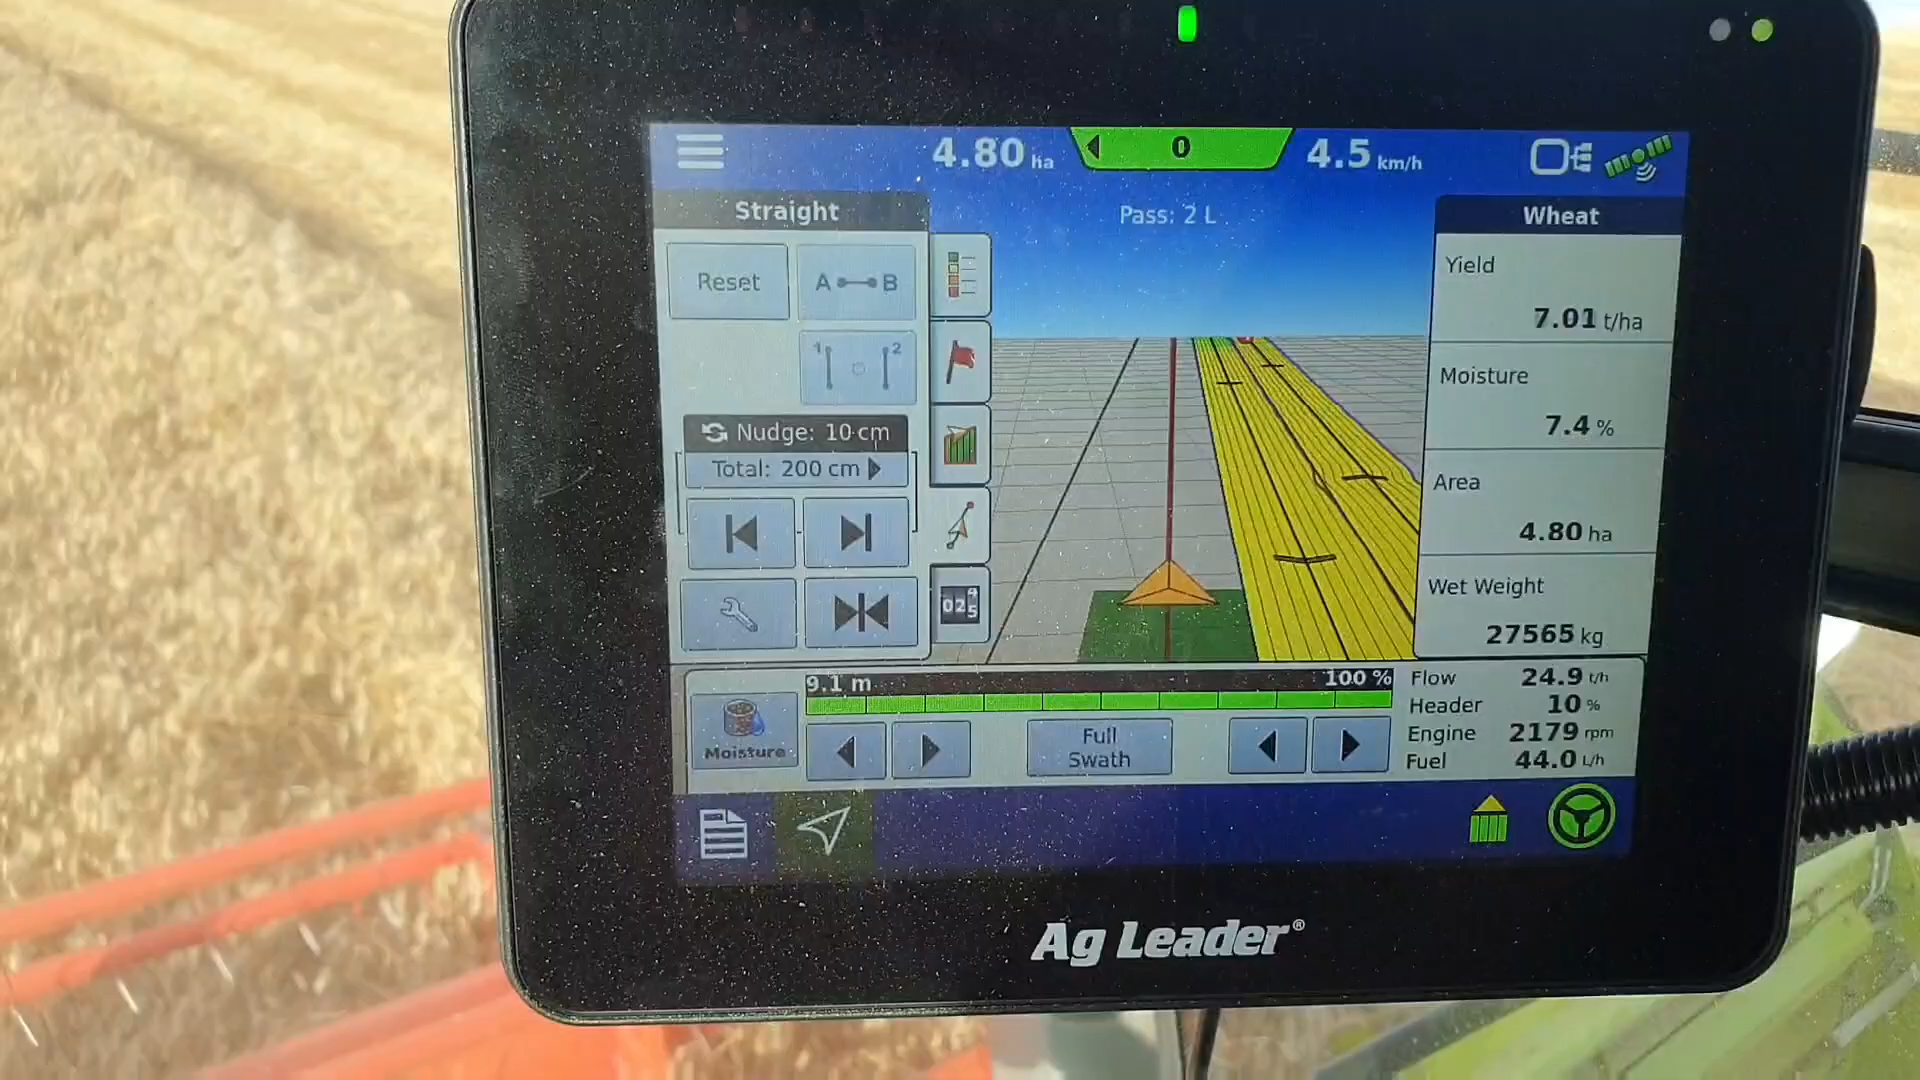 4.80 ha
0
4.5 km/h
Straight
Pass: 2 L
Wheat
Reset
A B
1 2
Nudge: 10 cm
Total: 200 cm
Yield
7.01 t/ha
Moisture
7.4 %
Area
4.80 ha
Wet Weight
27565 kg
9.1 m
100 %
Moisture
Full
Swath
Flow 24.9 t/h
Header 10 %
Engine 2179 rpm
Fuel 44.0 L/h
Ag Leader®